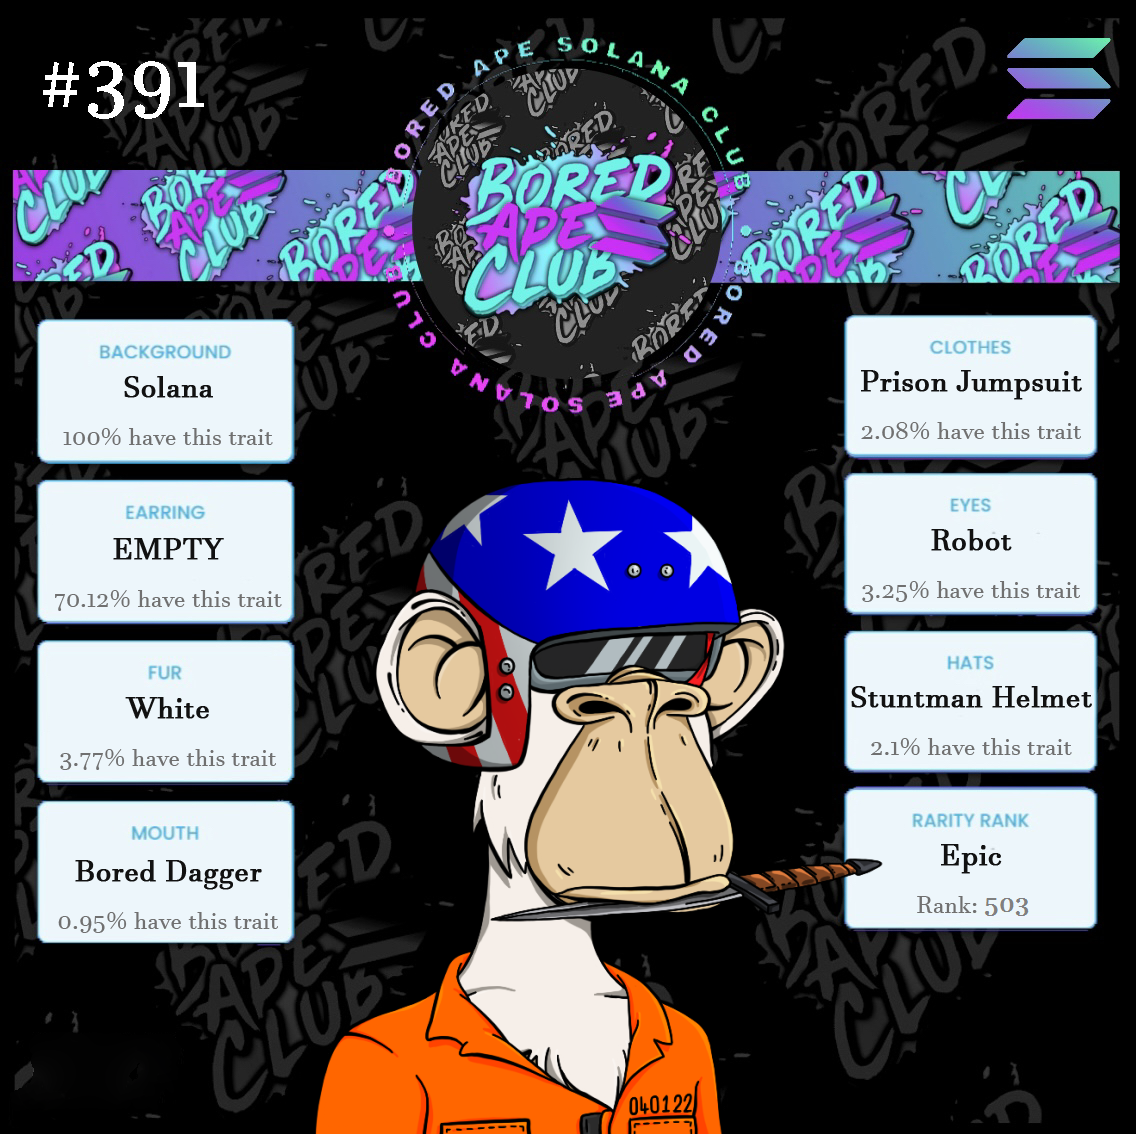 #391
BORED APE SOLANA CLUB
BORED APE SOLANA CLUB
BORED
APE
CLUB
BACKGROUND
Solana
100% have this trait
EARRING
EMPTY
70.12% have this trait
FUR
White
3.77% have this trait
MOUTH
Bored Dagger
0.95% have this trait
CLOTHES
Prison Jumpsuit
2.08% have this trait
EYES
Robot
3.25% have this trait
HATS
Stuntman Helmet
2.1% have this trait
RARITY RANK
Epic
Rank: 503
040122